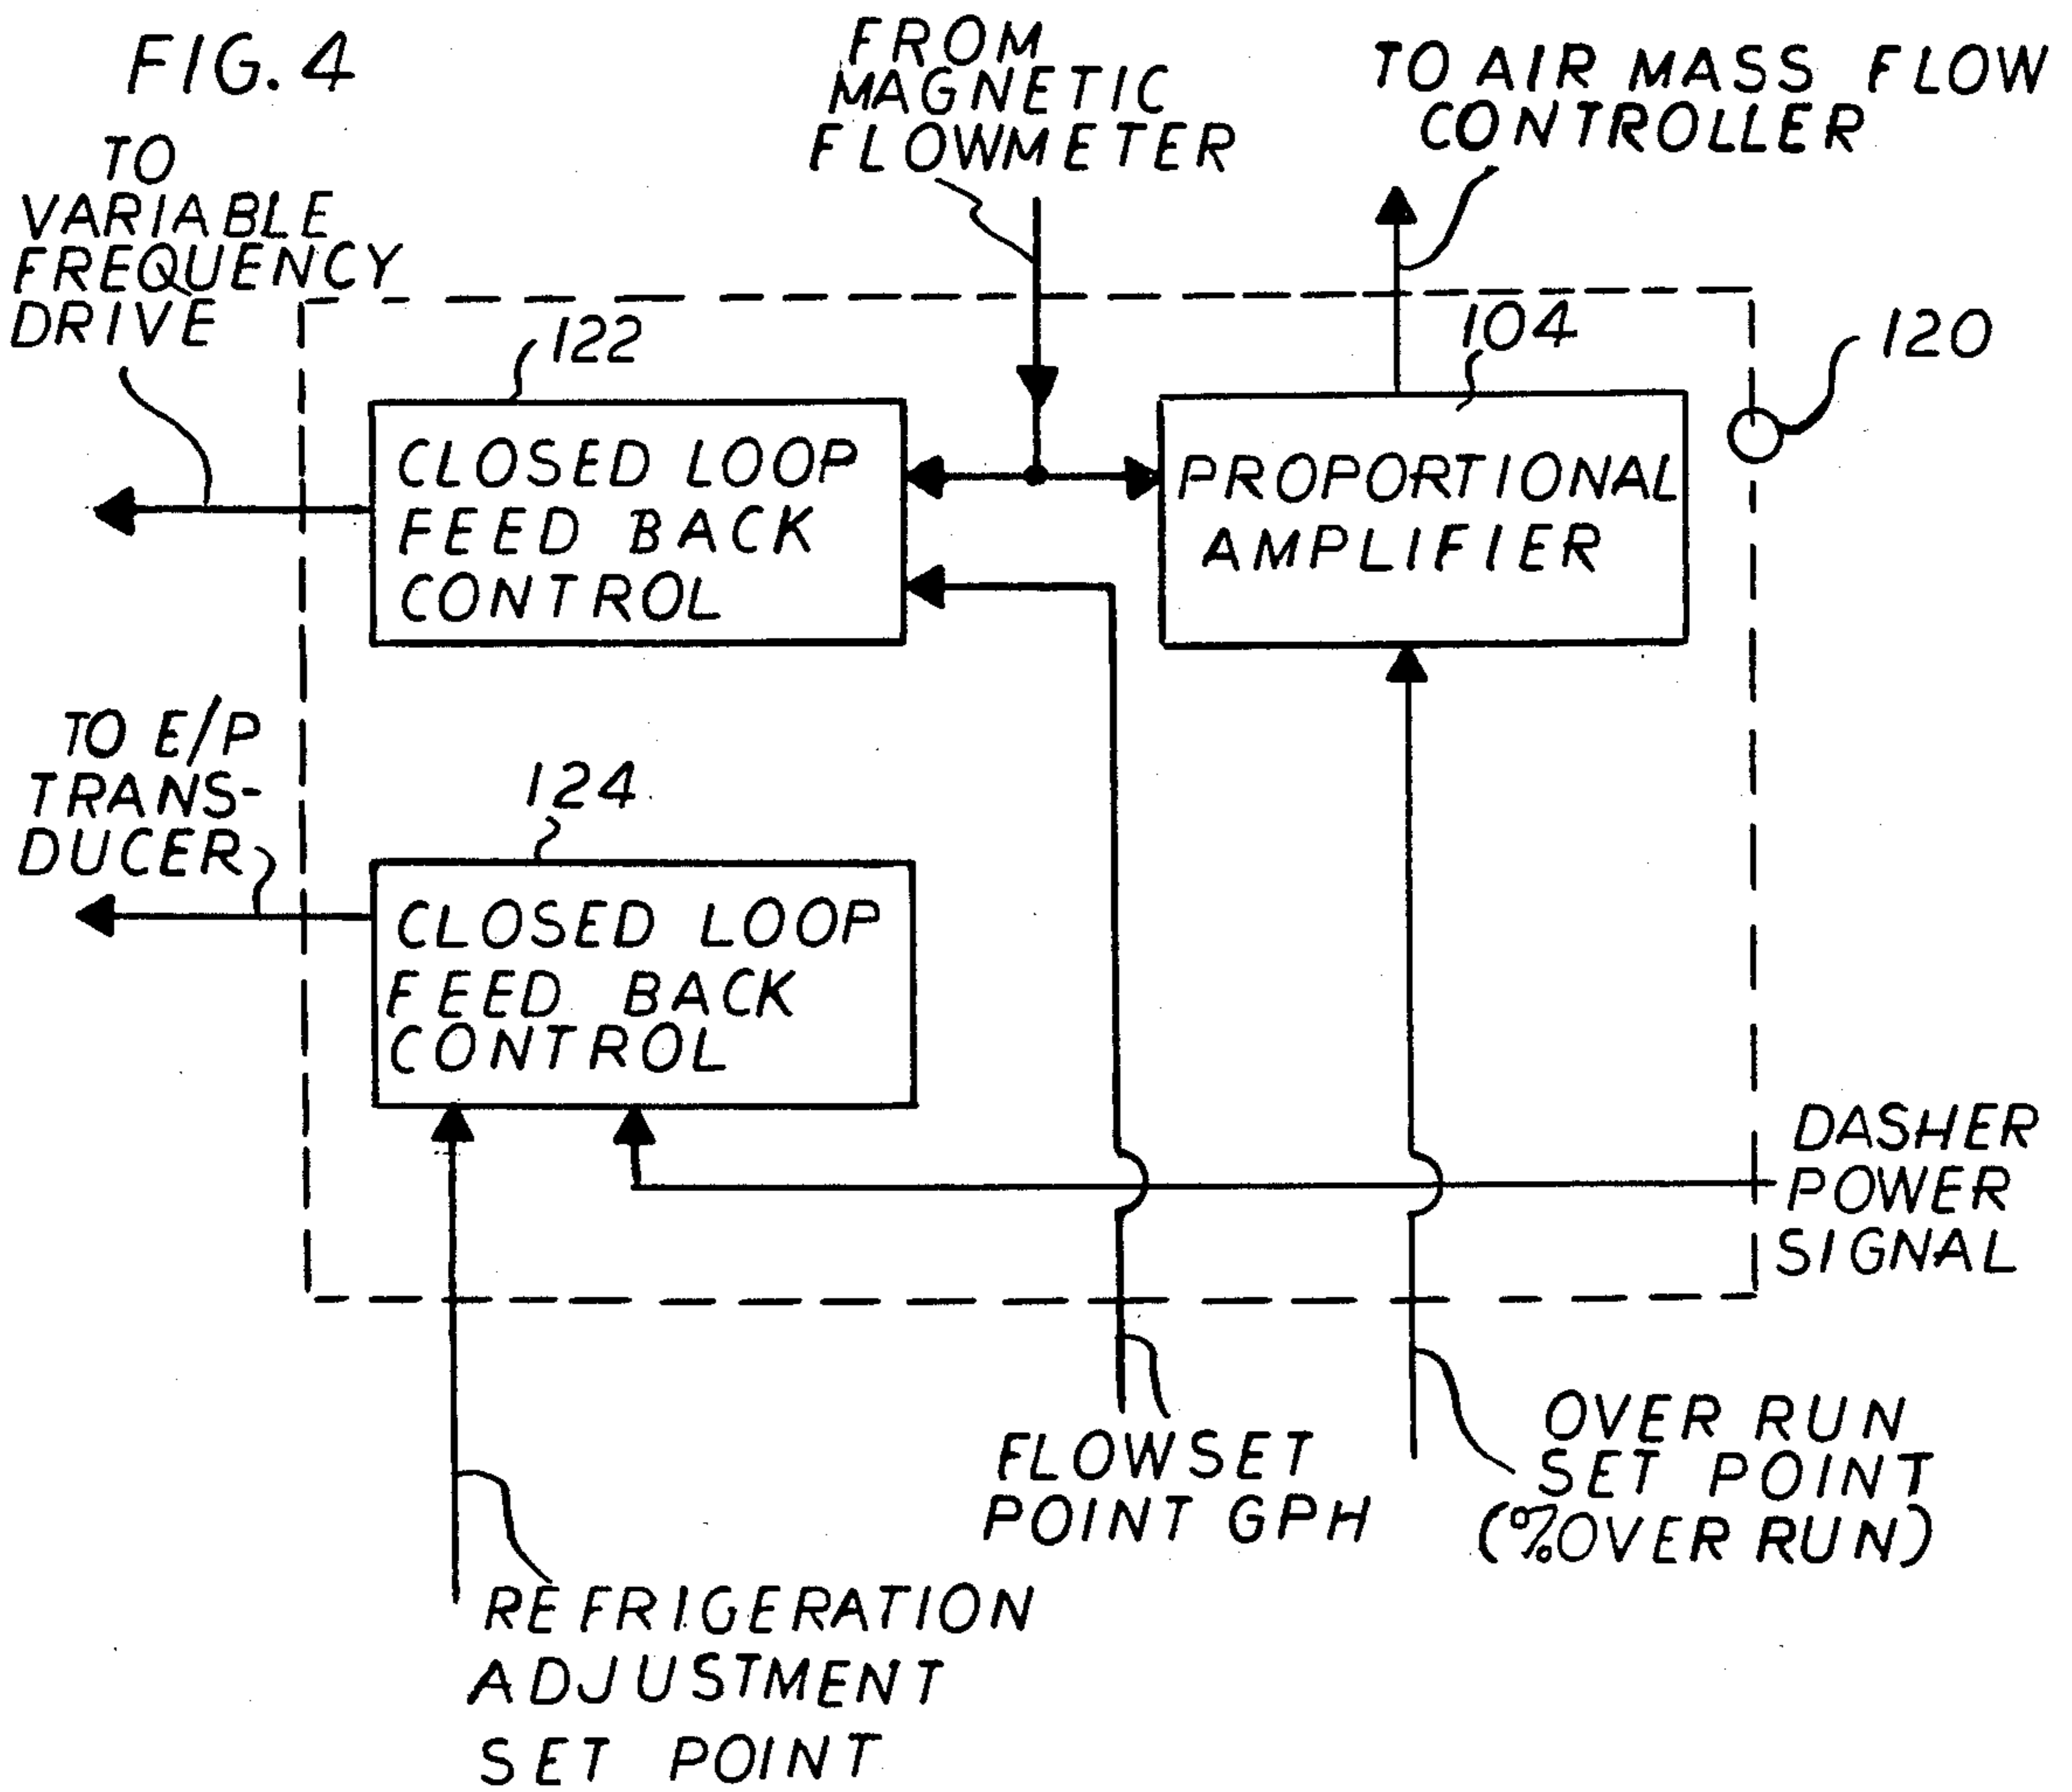 FIG. 4
FROM
MAGNETIC
FLOWMETER
TO AIR MASS FLOW
CONTROLLER
TO
VARIABLE
FREQUENCY
DRIVE
122
104
120
CLOSED LOOP
FEED BACK
CONTROL
PROPORTIONAL
AMPLIFIER
TO E/P
TRANS-
DUCER
124
CLOSED LOOP
FEED BACK
CONTROL
DASHER
POWER
SIGNAL
FLOW SET
POINT GPH
OVER RUN
SET POINT
(%OVER RUN)
REFRIGERATION
ADJUSTMENT
SET POINT